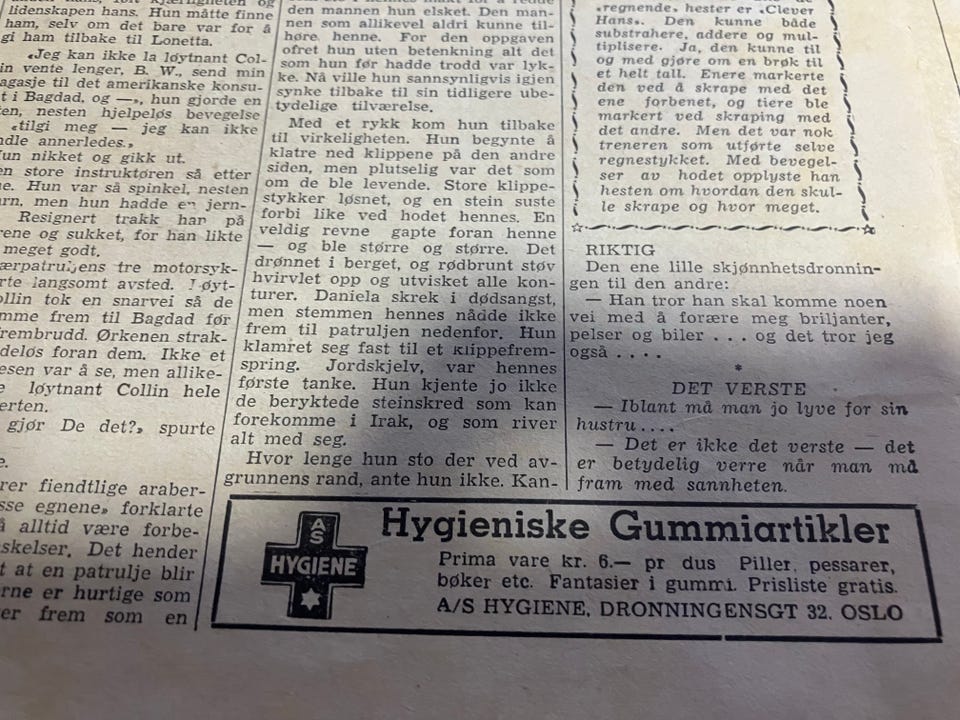 lidenskapen hans. Hun måtte finne
ham, selv om det bare var for å
gi ham tilbake til Lonetta.
«Jeg kan ikke la løytnant Col-
in vente lenger, B. W., send min
agasje til det amerikanske konsu-
t i Bagdad, og —», hun gjorde en
en, nesten hjelpeløs bevegelse
«tilgi meg — jeg kan ikke
ndle annerledes.»
Hun nikket og gikk ut.
en store instruktøren så etter
e. Hun var så spinkel, nesten
rn, men hun hadde en jern-
Resignert trakk han på
rene og sukket, for han likte
meget godt.
ærpatruljens tre motorsyk-
rte langsomt avsted. Løyt-
ollin tok en snarvei så de
mme frem til Bagdad før
frembrudd. Ørkenen strak-
deløs foran dem. Ikke et
esen var å se, men allike-
e løytnant Collin hele
erten.
gjør De det?» spurte
e.
rer fiendtlige araber-
sse egnene» forklarte
å alltid være forbe-
skelser. Det hender
t at en patrulje blir
rne er hurtige som
er frem som en
den mannen hun elsket. Den man-
nen som allikevel aldri kunne til-
høre henne. For den oppgaven
ofret hun uten betenkning alt det
som hun før hadde trodd var lyk-
ke. Nå ville hun sannsynligvis igjen
synke tilbake til sin tidligere ube-
tydelige tilværelse.
Med et rykk kom hun tilbake
til virkeligheten. Hun begynte å
klatre ned klippene på den andre
siden, men plutselig var det som
om de ble levende. Store klippe-
stykker løsnet, og en stein suste
forbi like ved hodet hennes. En
veldig revne gapte foran henne
— og ble større og større. Det
drønnet i berget, og rødbrunt støv
hvirvlet opp og utvisket alle kon-
turer. Daniela skrek i dødsangst,
men stemmen hennes nådde ikke
frem til patruljen nedenfor. Hun
klamret seg fast til et klippefrem-
spring. Jordskjelv, var hennes
første tanke. Hun kjente jo ikke
de beryktede steinskred som kan
forekomme i Irak, og som river
alt med seg.
Hvor lenge hun sto der ved av-
grunnens rand, ante hun ikke. Kan-
«regnende» hester er «Clever
Hans». Den kunne både
substrahere, addere og mul-
tiplisere. Ja, den kunne til
og med gjøre om en brøk til
et helt tall. Enere markerte
den ved å skrape med det
ene forbenet, og tiere ble
markert ved skraping med
det andre. Men det var nok
treneren som utførte selve
regnestykket. Med bevegel-
ser av hodet opplyste han
hesten om hvordan den skul-
le skrape og hvor meget.
RIKTIG
Den ene lille skjønnhetsdronnin-
gen til den andre:
— Han tror han skal komme noen
vei med å forære meg briljanter,
pelser og biler . . . og det tror jeg
også . . . .
*
DET VERSTE
— Iblant må man jo lyve for sin
hustru . . . .
— Det er ikke det verste — det
er betydelig verre når man må
fram med sannheten.
A/S
HYGIENE
Hygieniske Gummiartikler
Prima vare kr. 6.— pr dus Piller, pessarer,
bøker etc. Fantasier i gummi. Prisliste gratis.
A/S HYGIENE, DRONNINGENSGT 32. OSLO